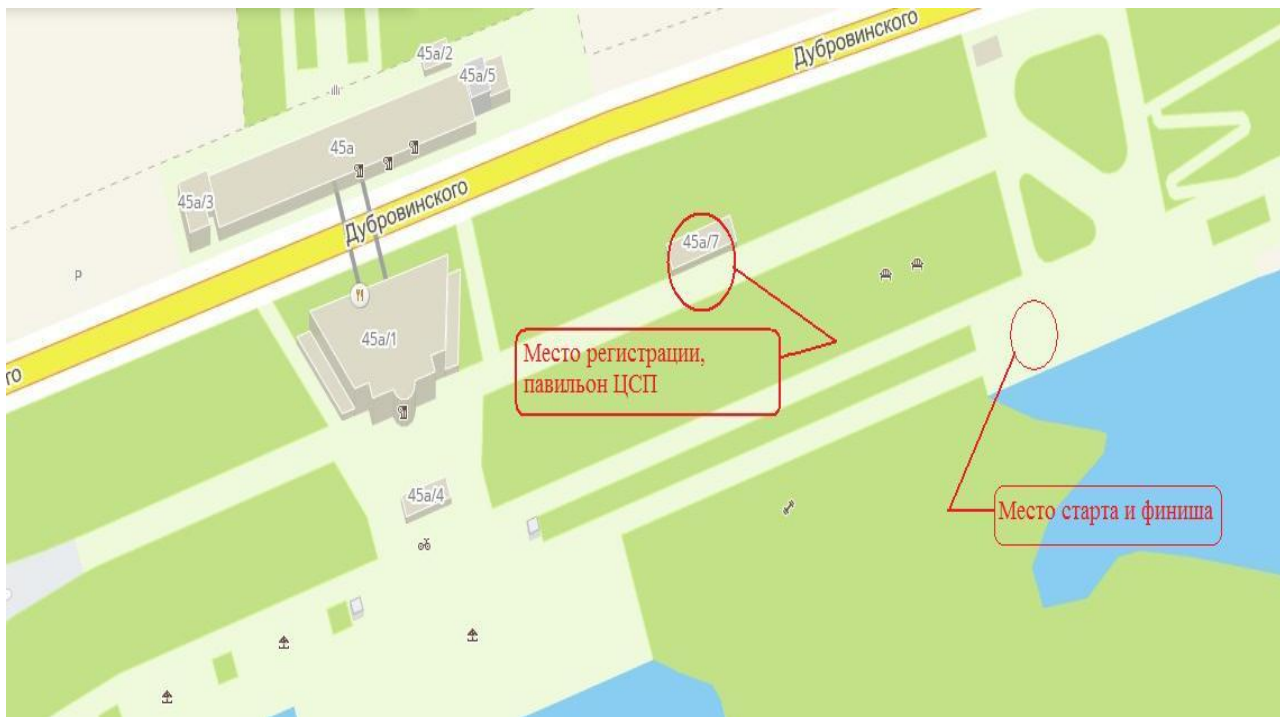 Дубровинского
45а/2
45а/5
45а
45а/3
Дубровинского
45а/7
P
45а/1
го
Место регистрации,
павильон ЦСП
45а/4
Место старта и финиша